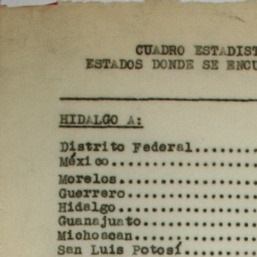 CUADRO ESTADIST
ESTADOS DONDE SE ENCU
HIDALGO A:
Distrito Federal.......
México..............
Morelos.............
Guerrero............
Hidalgo.............
Guanajuato..........
Michoacan...........
San Luis Potosí......